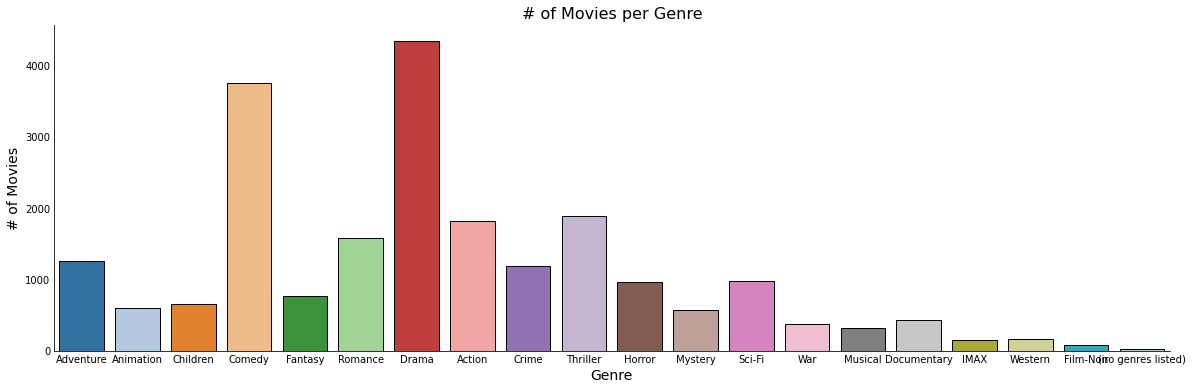 # of Movies per Genre
# of Movies
4000
3000
2000
1000
0
Adventure Animation Children Comedy Fantasy Romance Drama Action Crime Thriller Horror Mystery Sci-Fi War Musical Documentary IMAX Western Film-Noir (no genres listed)
Genre